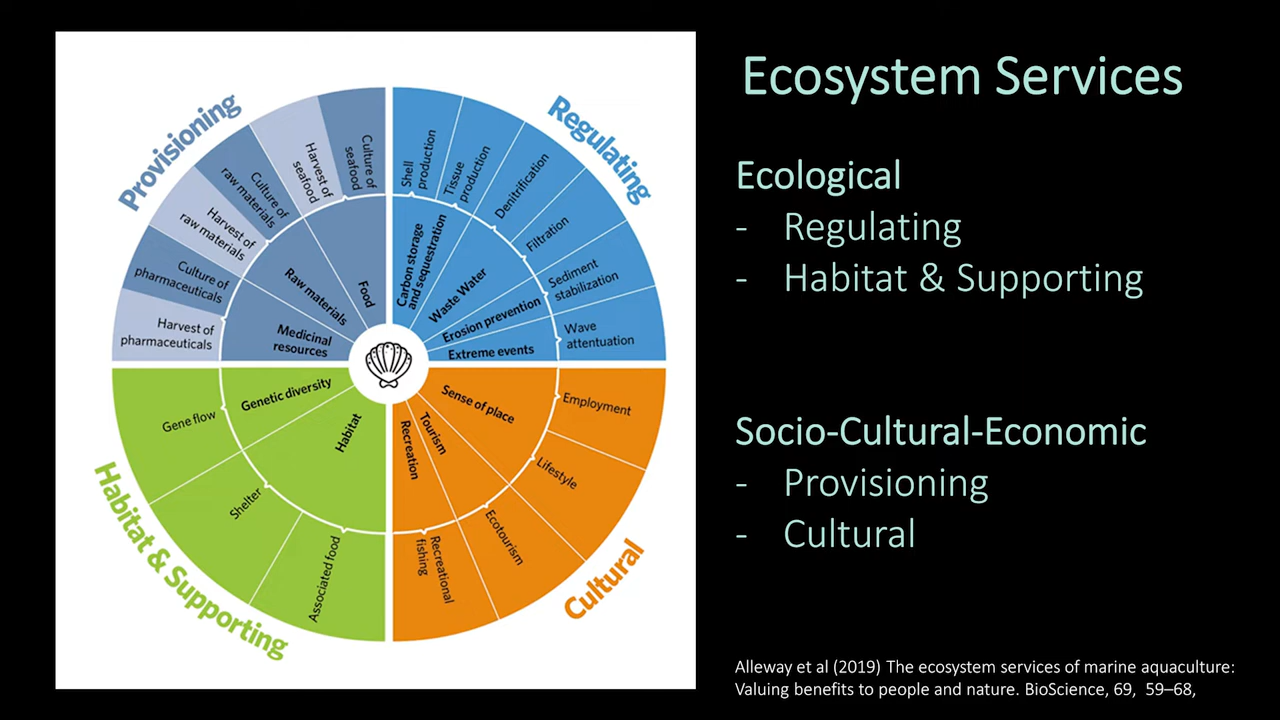 Ecosystem Services
Provisioning
Culture of
seafood
Harvest of
seafood
Culture of
raw materials
Harvest of
raw materials
Culture of
pharmaceuticals
Harvest of
pharmaceuticals
Food
Raw materials
Medicinal
resources
Regulating
Shell
production
Tissue
production
Denitrification
Filtration
Sediment
stabilization
Wave
attenuation
Carbon storage
and sequestration
Waste Water
Erosion prevention
Extreme events
Habitat & Supporting
Genetic diversity
Habitat
Gene flow
Shelter
Associated food
Cultural
Sense of place
Tourism
Recreation
Employment
Lifestyle
Ecotourism
Recreational
fishing
Ecological
- Regulating
- Habitat & Supporting
Socio-Cultural-Economic
- Provisioning
- Cultural
Alleway et al (2019) The ecosystem services of marine aquaculture:
Valuing benefits to people and nature. BioScience, 69, 59–68,